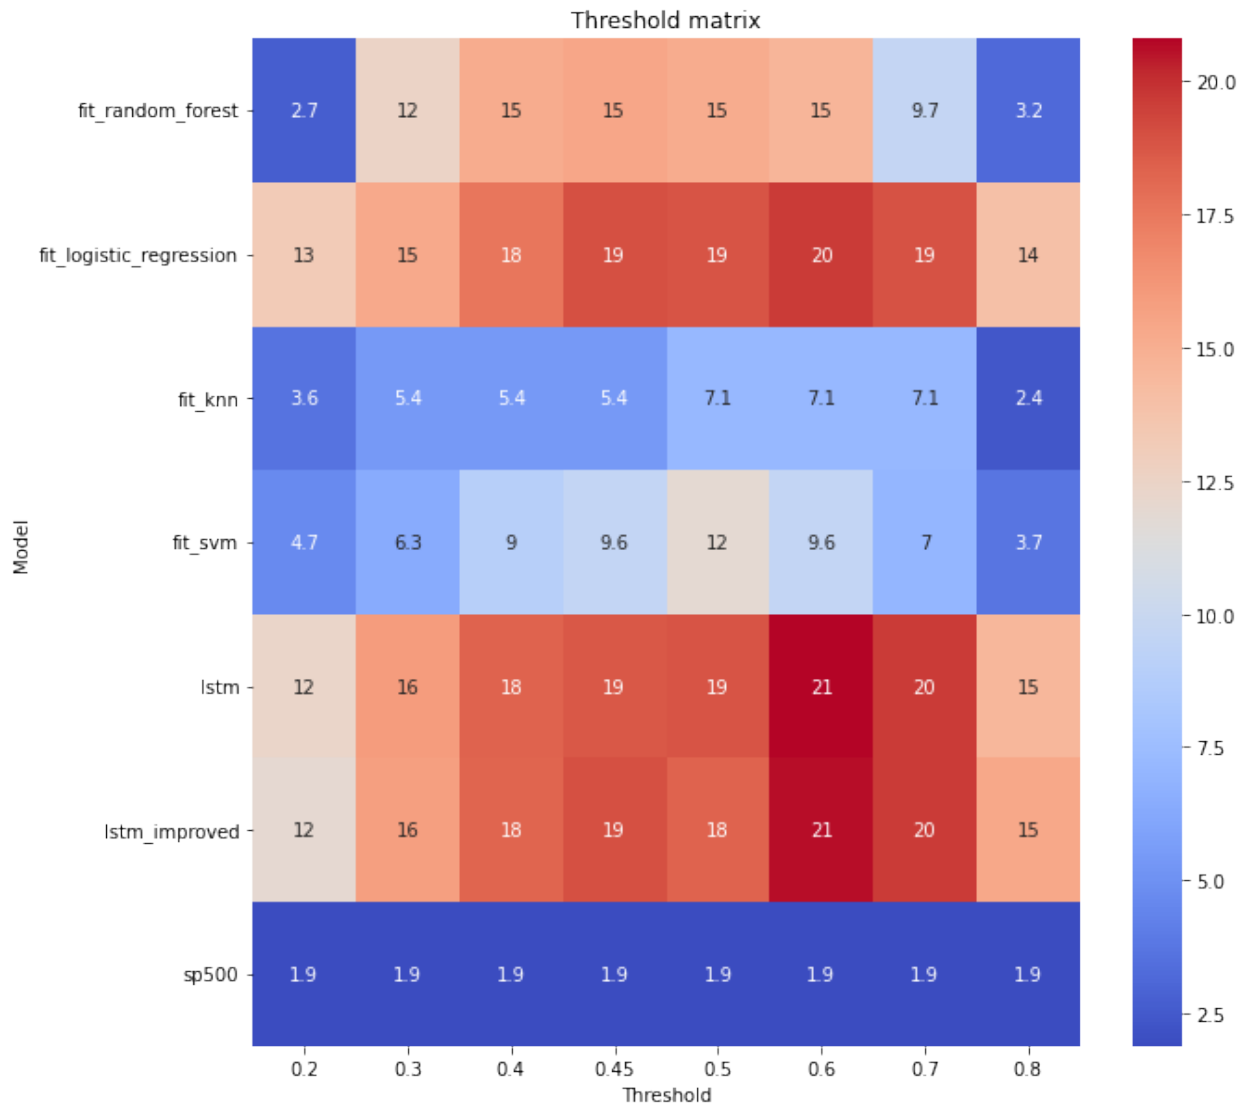 Threshold matrix
fit_random_forest 2.7 12 15 15 15 15 9.7 3.2
fit_logistic_regression 13 15 18 19 19 20 19 14
fit_knn 3.6 5.4 5.4 5.4 7.1 7.1 7.1 2.4
fit_svm 4.7 6.3 9 9.6 12 9.6 7 3.7
lstm 12 16 18 19 19 21 20 15
lstm_improved 12 16 18 19 18 21 20 15
sp500 1.9 1.9 1.9 1.9 1.9 1.9 1.9 1.9
0.2 0.3 0.4 0.45 0.5 0.6 0.7 0.8
Threshold
Model
20.0
17.5
15.0
12.5
10.0
7.5
5.0
2.5